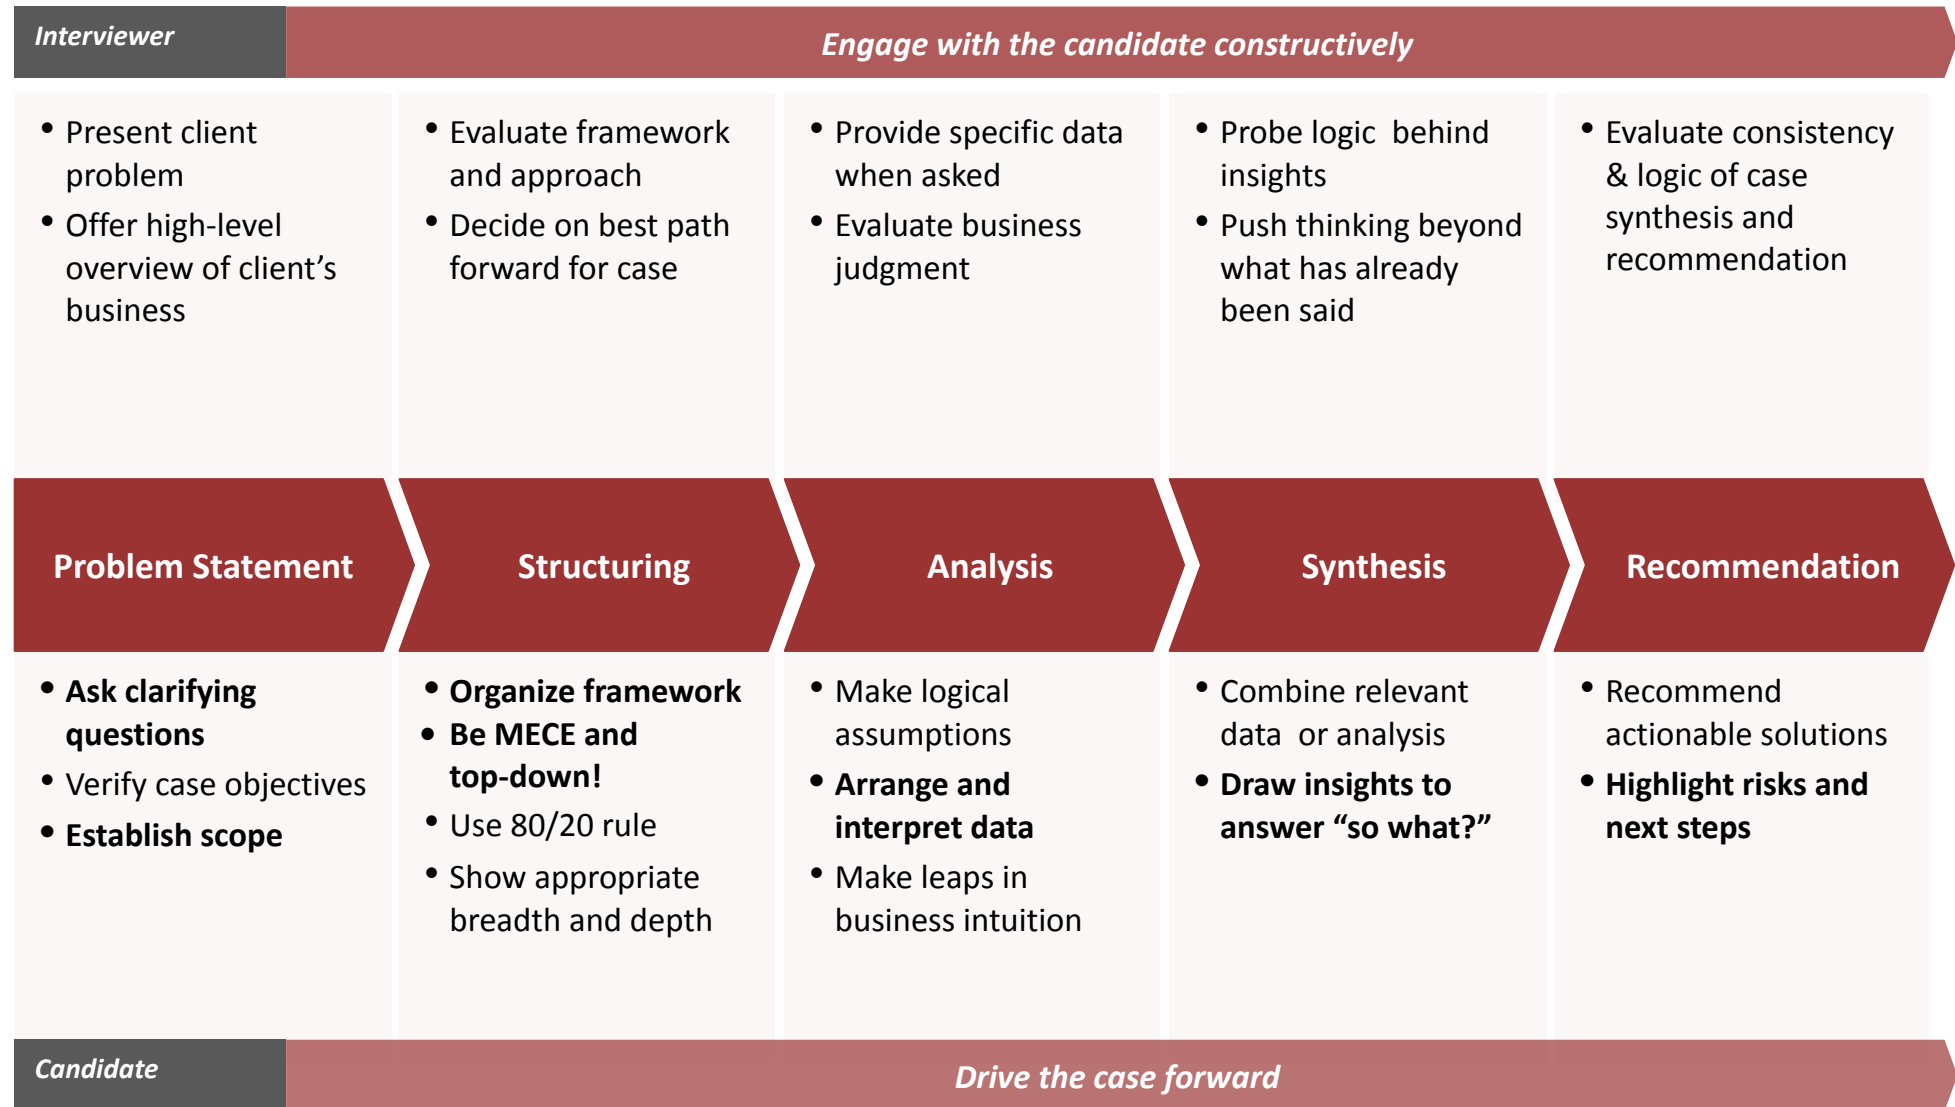 Interviewer
Engage with the candidate constructively
• Present client
problem
• Offer high-level
overview of client’s
business
• Evaluate framework
and approach
• Decide on best path
forward for case
• Provide specific data
when asked
• Evaluate business
judgment
• Probe logic behind
insights
• Push thinking beyond
what has already
been said
• Evaluate consistency
& logic of case
synthesis and
recommendation
Problem Statement
Structuring
Analysis
Synthesis
Recommendation
• Ask clarifying
questions
• Verify case objectives
• Establish scope
• Organize framework
• Be MECE and
top-down!
• Use 80/20 rule
• Show appropriate
breadth and depth
• Make logical
assumptions
• Arrange and
interpret data
• Make leaps in
business intuition
• Combine relevant
data or analysis
• Draw insights to
answer “so what?”
• Recommend
actionable solutions
• Highlight risks and
next steps
Candidate
Drive the case forward